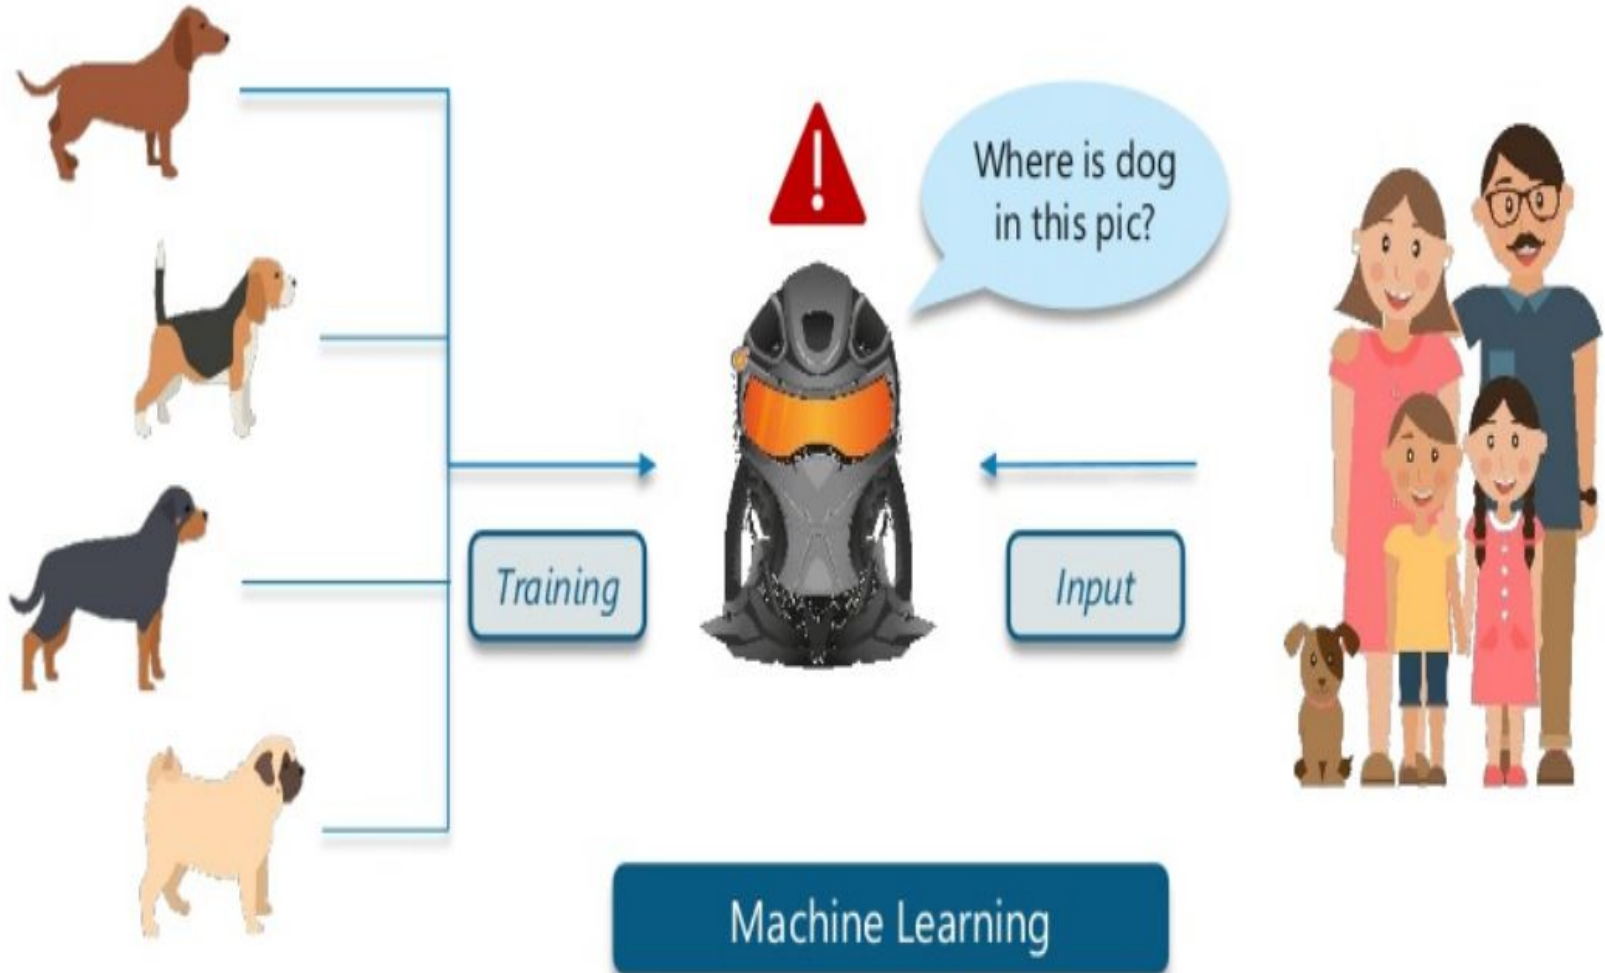 Where is dog
in this pic?
Training
Input
Machine Learning